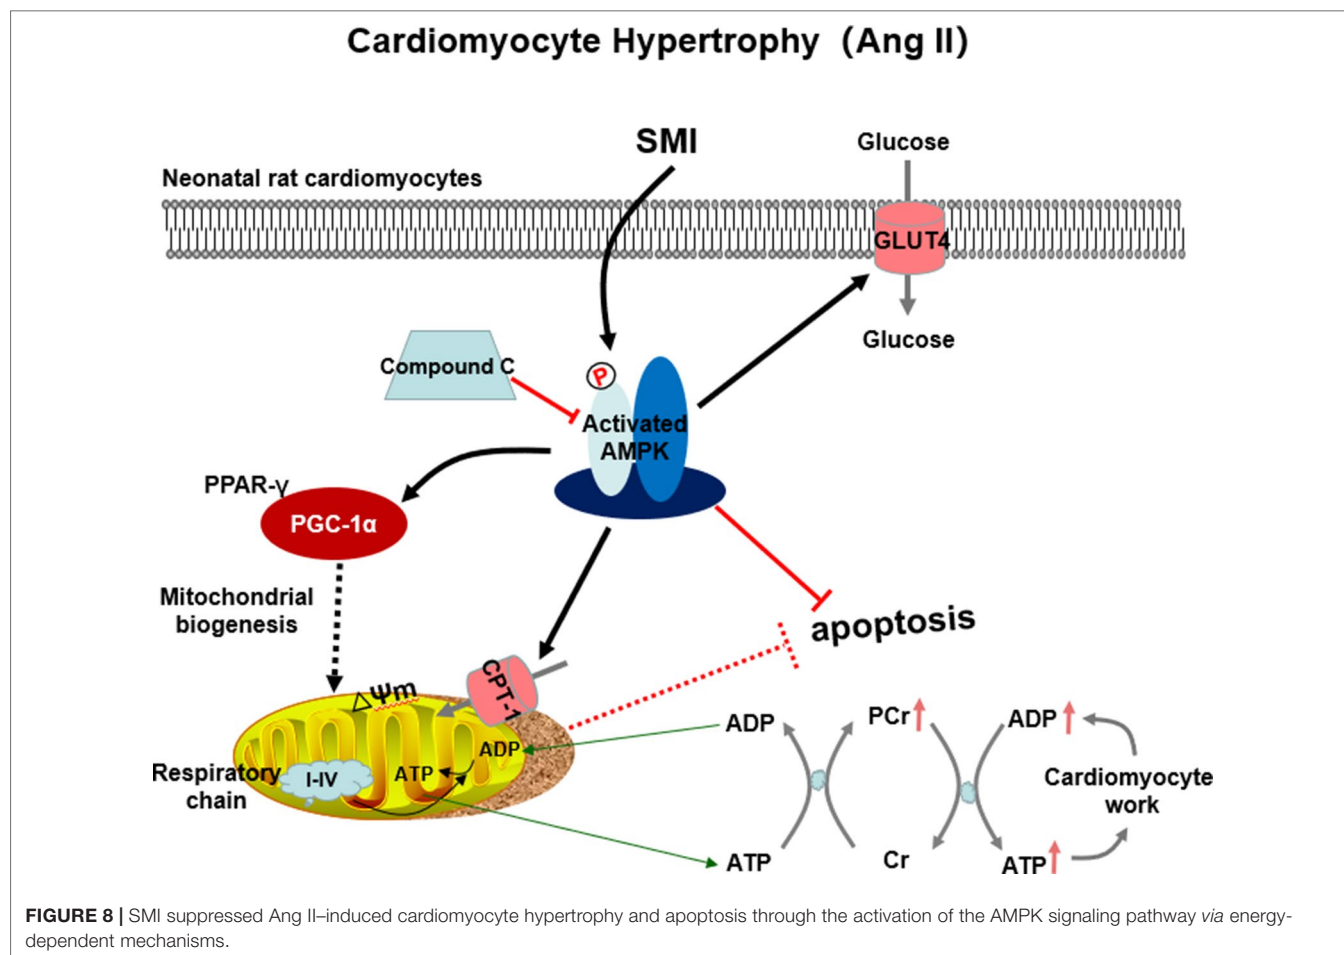 Cardiomyocyte Hypertrophy (Ang II)
SMI
Glucose
Neonatal rat cardiomyocytes
GLUT4
Glucose
Compound C
P
Activated
AMPK
PPAR-γ
PGC-1α
Mitochondrial
biogenesis
apoptosis
CPT-1
△Ψm
ADP
PCr
ADP
ADP
Respiratory
chain
I-IV
ATP
Cardiomyocyte
work
ATP
Cr
ATP
FIGURE 8 | SMI suppressed Ang II–induced cardiomyocyte hypertrophy and apoptosis through the activation of the AMPK signaling pathway via energy-
dependent mechanisms.